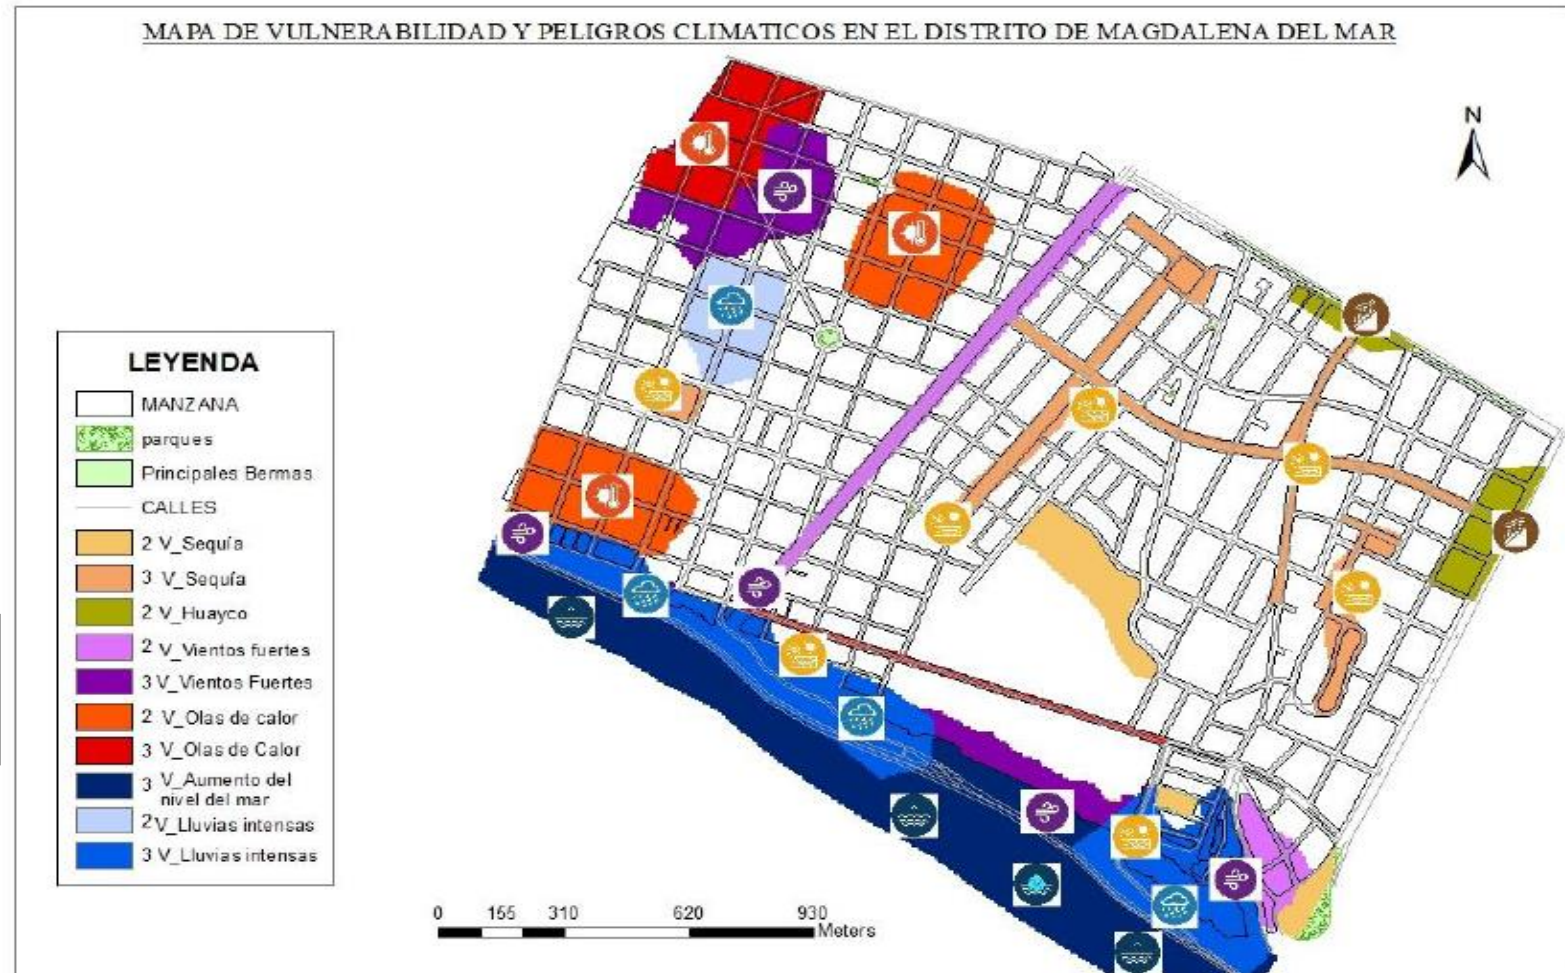 MAPA DE VULNERABILIDAD Y PELIGROS CLIMATICOS EN EL DISTRITO DE MAGDALENA DEL MAR
N
LEYENDA
MANZANA
parques
Principales Bermas
CALLES
2 V_Sequía
3 V_Sequía
2 V_Huayco
2 V_Vientos fuertes
3 V_Vientos Fuertes
2 V_Olas de calor
3 V_Olas de Calor
3 V_Aumento del
nivel del mar
2 V_Lluvias intensas
3 V_Lluvias intensas
0 155 310 620 930
Meters